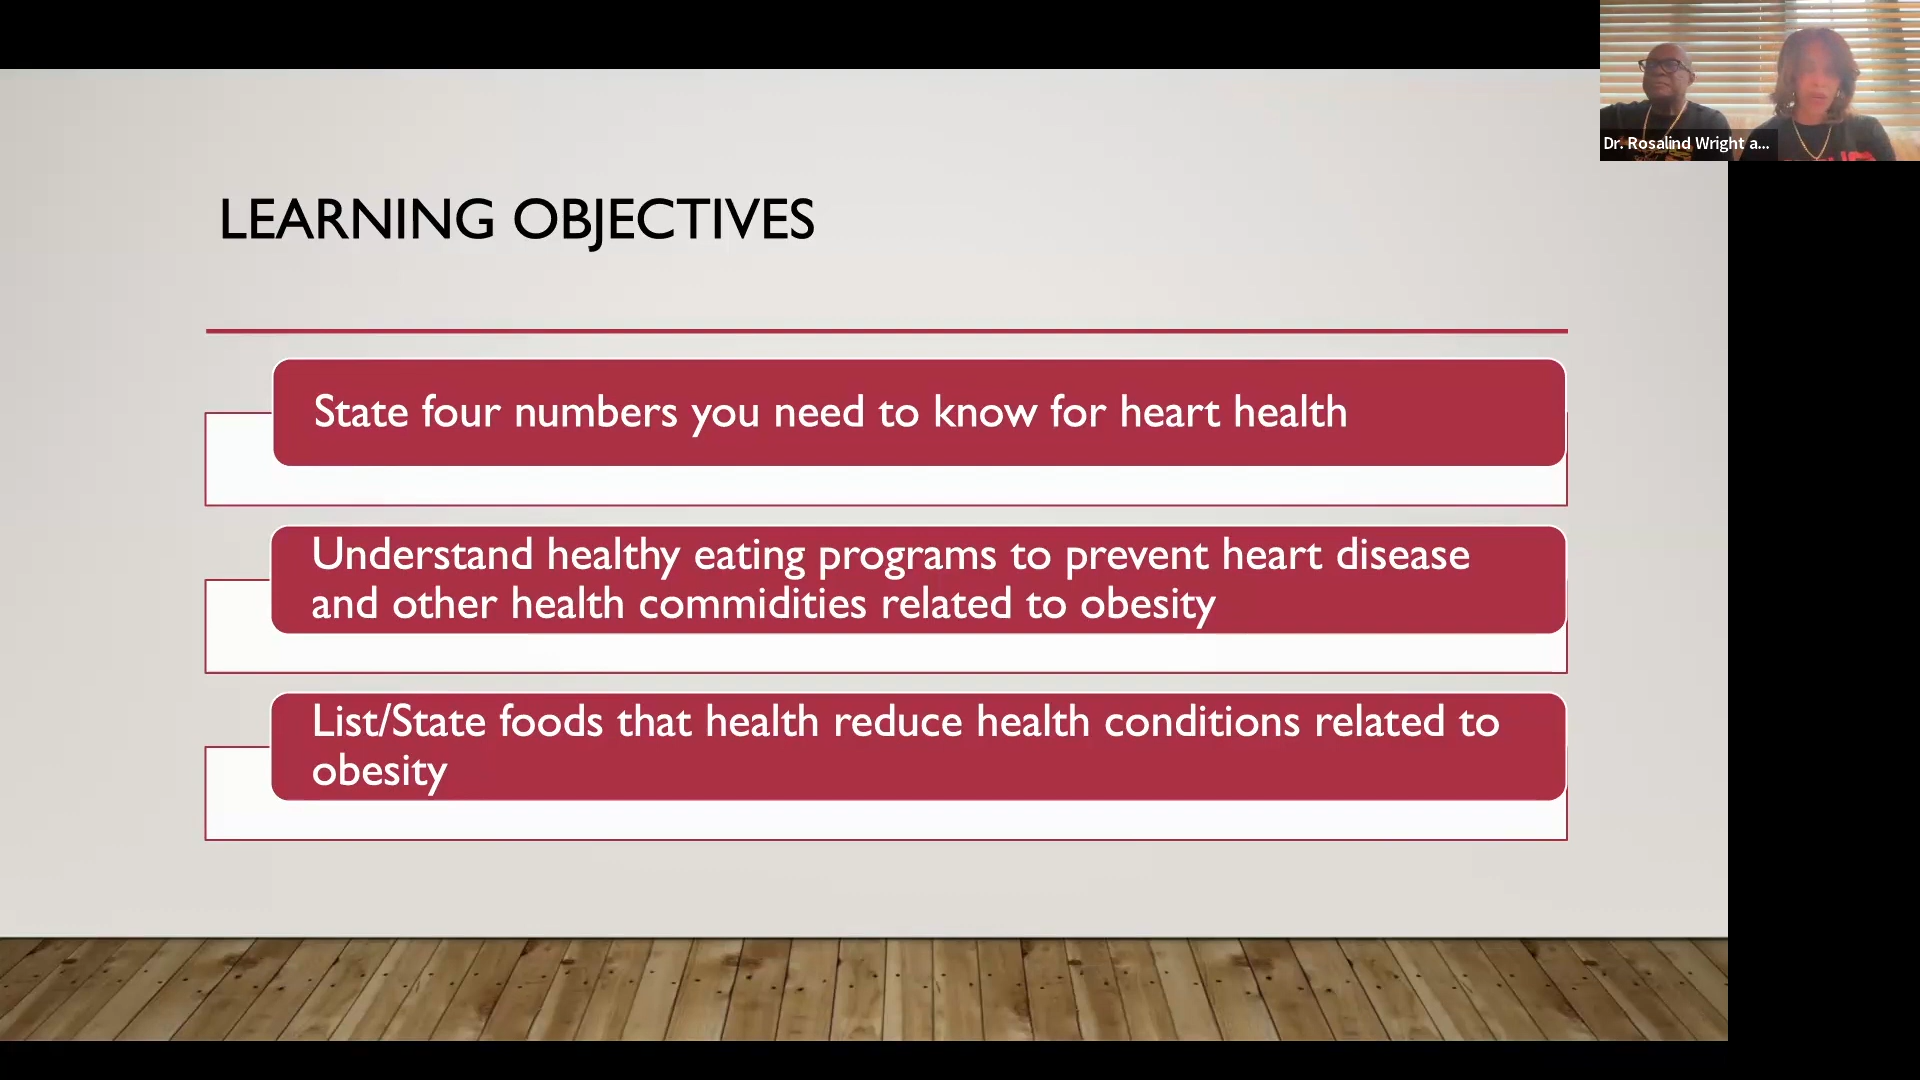 Dr. Rosalind Wright a...
LEARNING OBJECTIVES
State four numbers you need to know for heart health
Understand healthy eating programs to prevent heart disease
and other health commidities related to obesity
List/State foods that health reduce health conditions related to
obesity